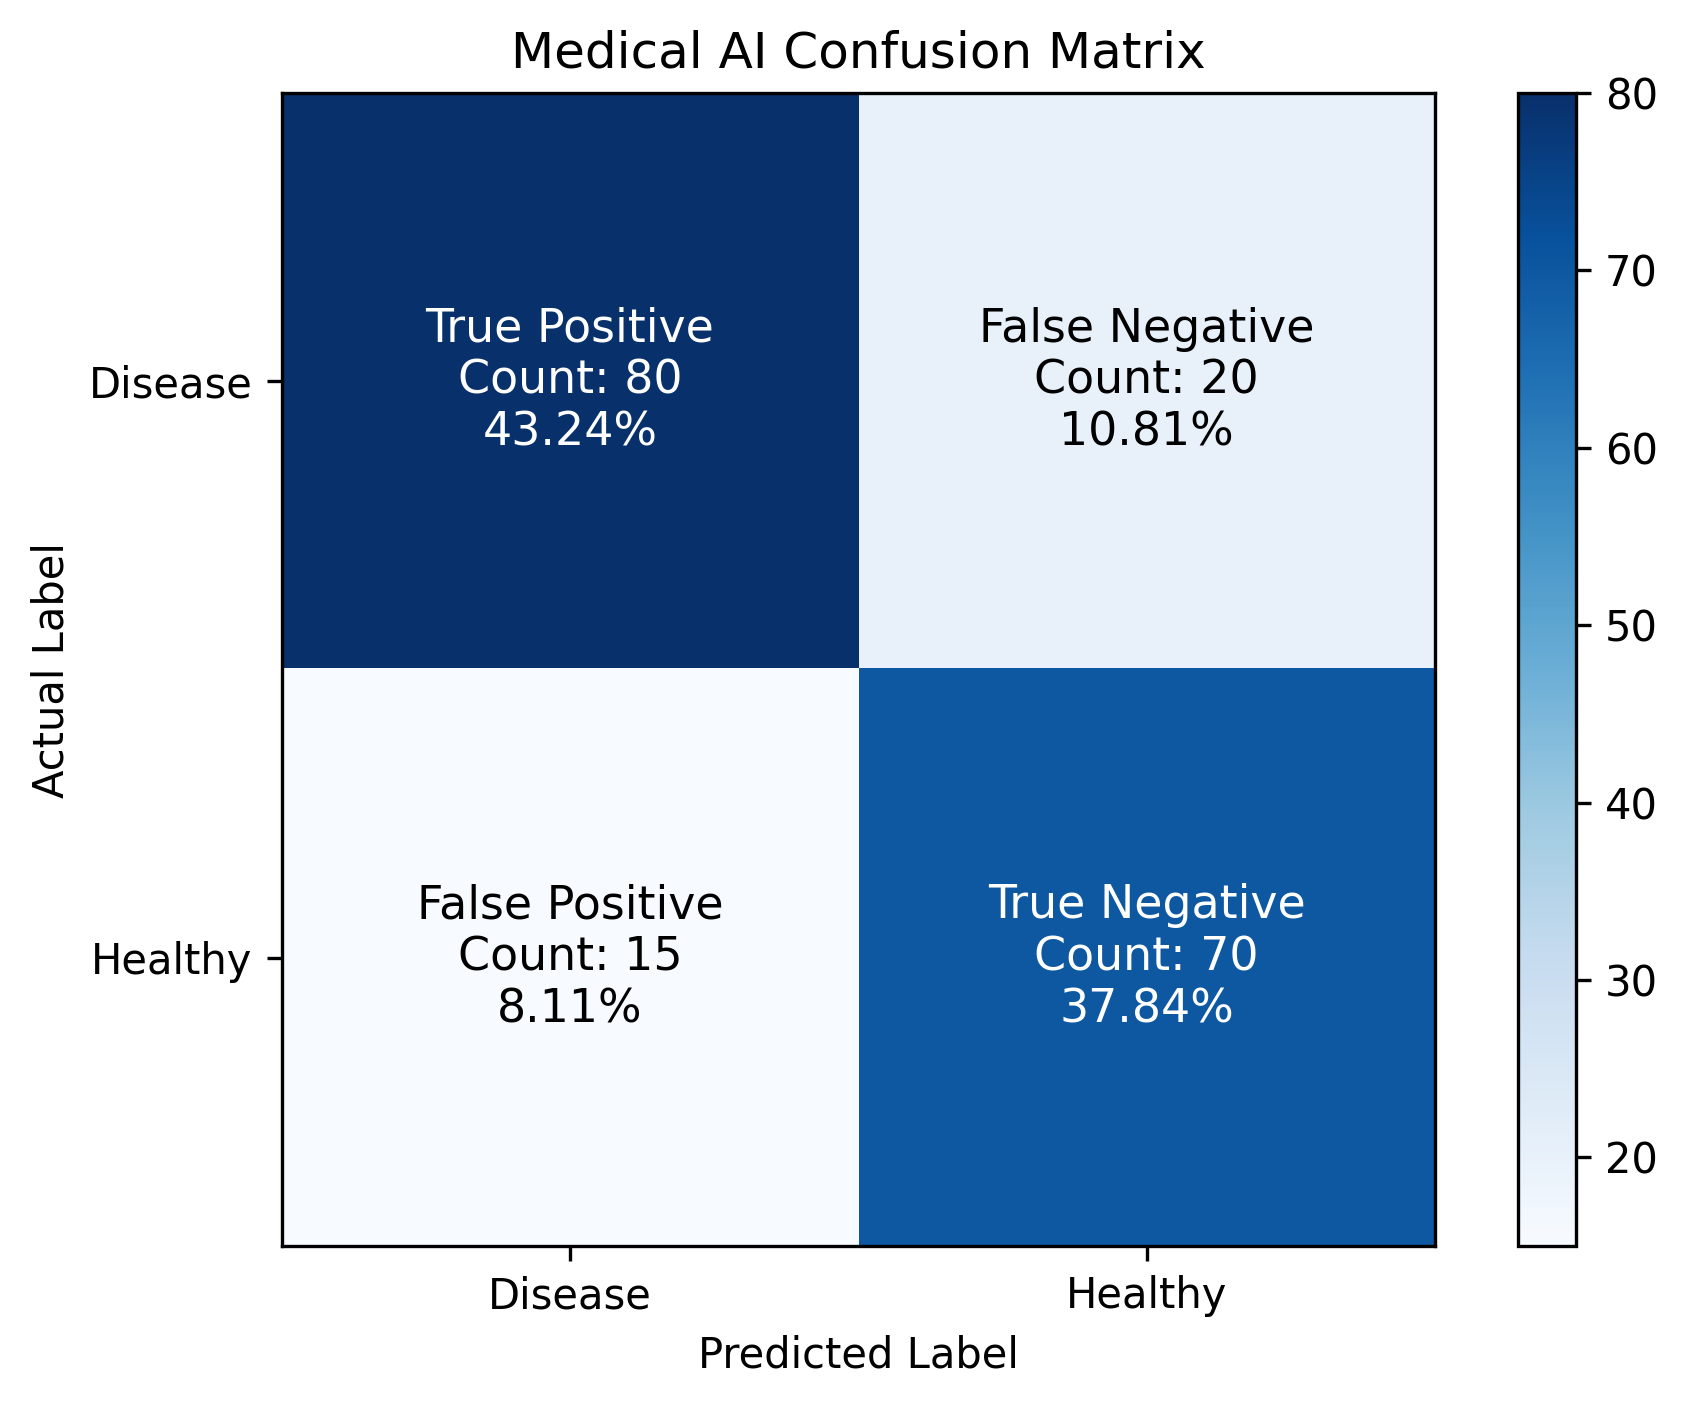 Medical AI Confusion Matrix
Actual Label
Disease
Healthy
True Positive
Count: 80
43.24%
False Negative
Count: 20
10.81%
False Positive
Count: 15
8.11%
True Negative
Count: 70
37.84%
Disease
Healthy
Predicted Label
80
70
60
50
40
30
20